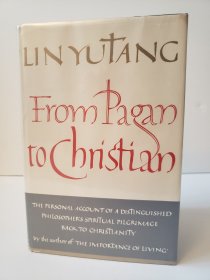 LIN YUTANG
From Pagan
to Christian
THE PERSONAL ACCOUNT OF A DISTINGUISHED
PHILOSOPHER'S SPIRITUAL PILGRIMAGE
BACK TO CHRISTIANITY
by the author of THE IMPORTANCE OF LIVING